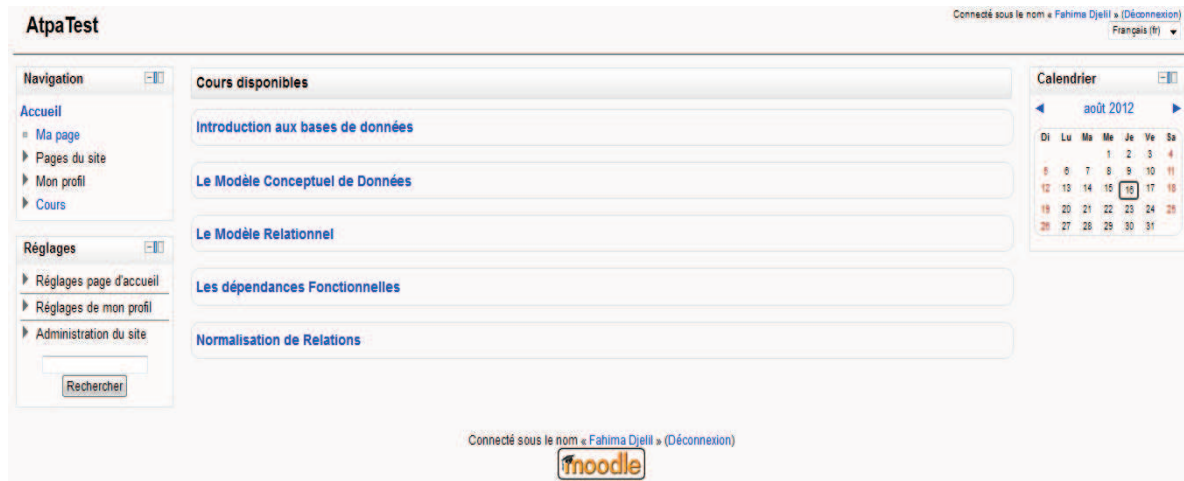 AtpaTest
Connecté sous le nom « Fahima Djelil » (Déconnexion)
Français (fr)
Navigation
Accueil
Ma page
Pages du site
Mon profil
Cours
Réglages
Réglages page d'accueil
Réglages de mon profil
Administration du site
Rechercher
Cours disponibles
Introduction aux bases de données
Le Modèle Conceptuel de Données
Le Modèle Relationnel
Les dépendances Fonctionnelles
Normalisation de Relations
Calendrier
août 2012
Di Lu Ma Me Je Ve Sa
1 2 3 4
5 6 7 8 9 10 11
12 13 14 15 16 17 18
19 20 21 22 23 24 25
26 27 28 29 30 31
Connecté sous le nom « Fahima Djelil » (Déconnexion)
moodle